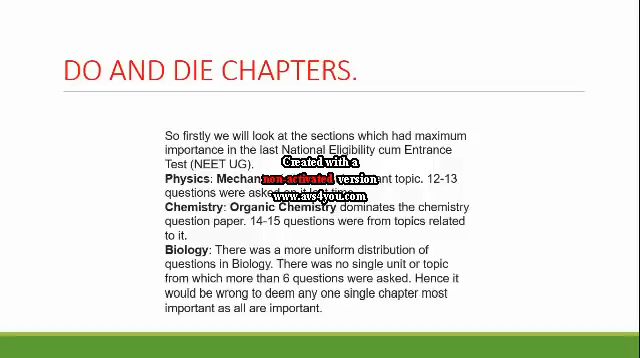 DO AND DIE CHAPTERS.
So firstly we will look at the sections which had maximum
importance in the last National Eligibility cum Entrance
Test (NEET UG).
Created with a
Physics: topic. 12-13
non-activated version
questions were asked
www.avs4you.com
Chemistry: Organic Chemistry dominates the chemistry
question paper. 14-15 questions were from topics related
to it.
Biology: There was a more uniform distribution of
questions in Biology. There was no single unit or topic
from which more than 6 questions were asked. Hence it
would be wrong to deem any one single chapter most
important as all are important.